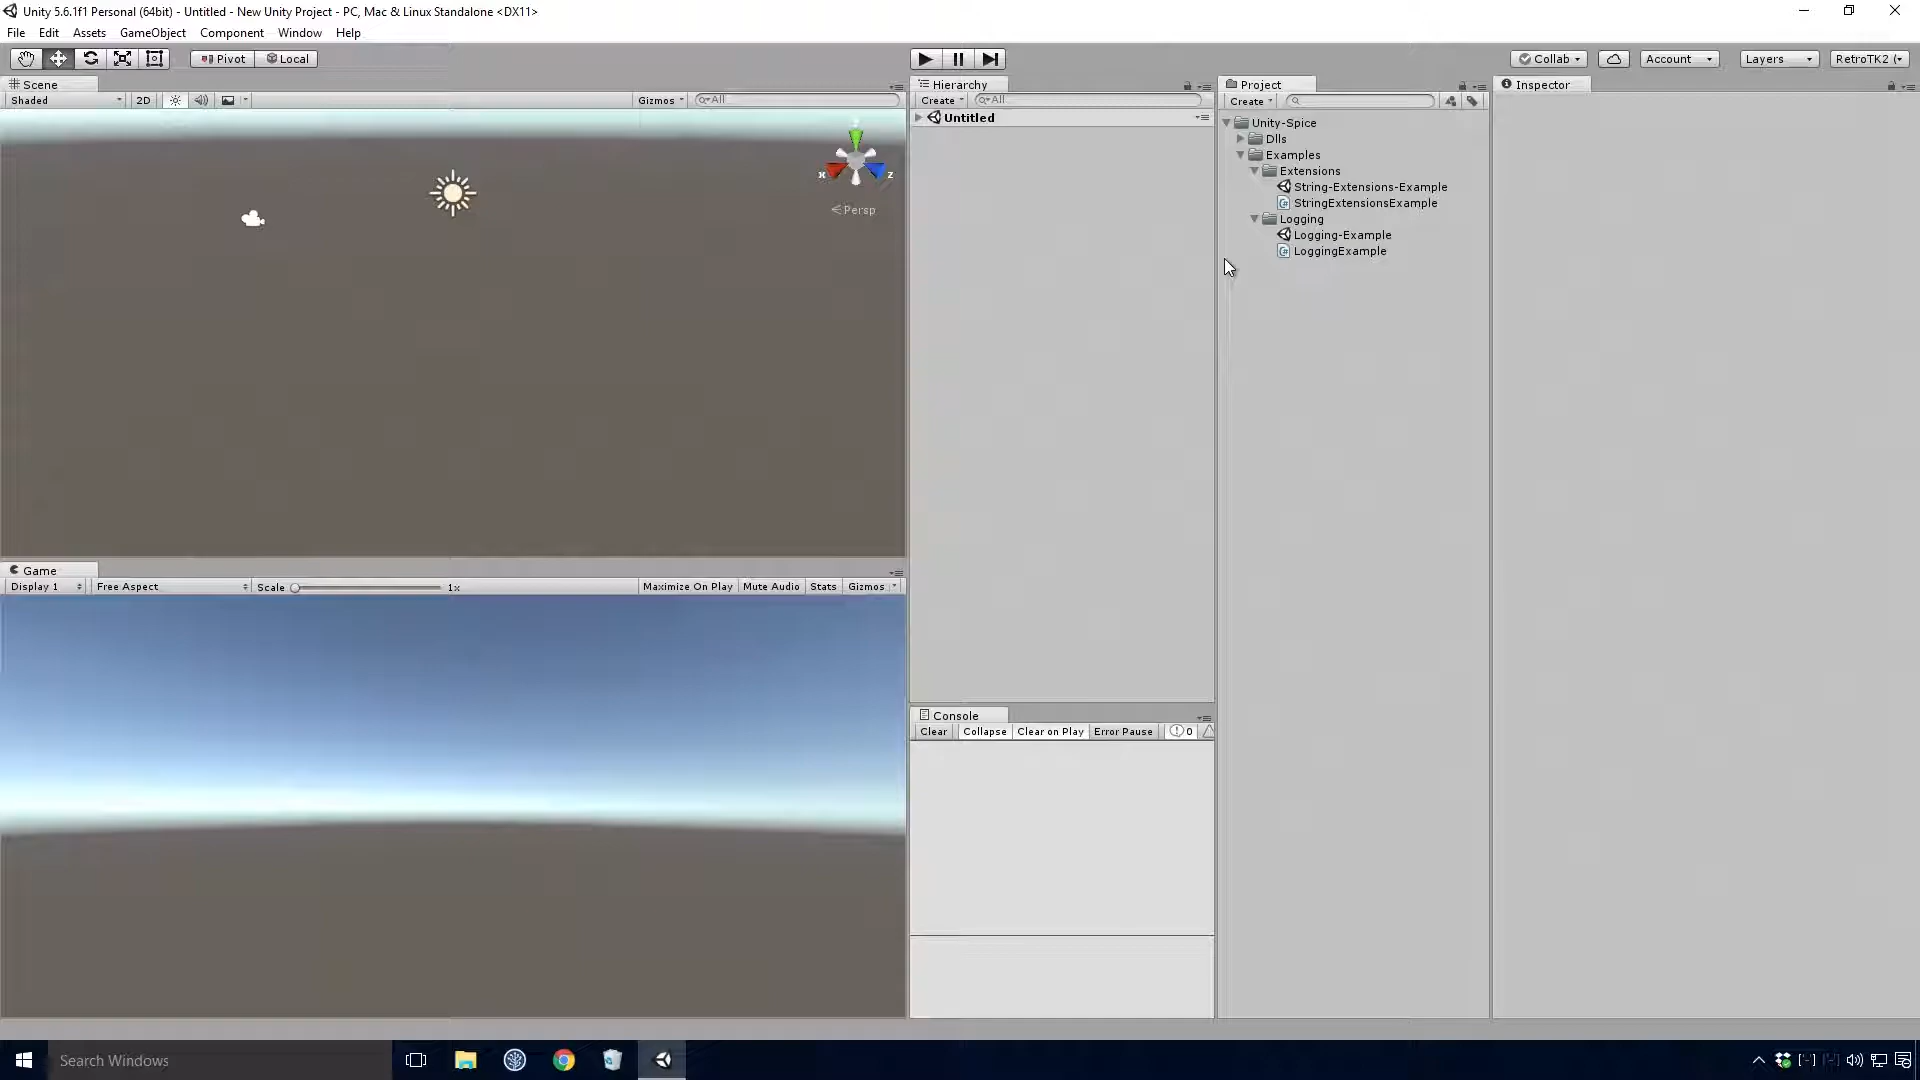 Unity 5.6.1f1 Personal (64bit) - Untitled - New Unity Project - PC, Mac & Linux Standalone <DX11>
File Edit Assets GameObject Component Window Help
Pivot Local Collab Account Layers RetroTK2 (
Scene Hierarchy Project Inspector
Shaded 2D Gizmos All Create All Create
Untitled
Unity-Spice
Dlls
Examples
Extensions
String-Extensions-Example
StringExtensionsExample
Logging
Logging-Example
LoggingExample
x z
Persp
Game
Display 1 Free Aspect Scale 1x Maximize On Play Mute Audio Stats Gizmos
Console
Clear Collapse Clear on Play Error Pause 0
Search Windows